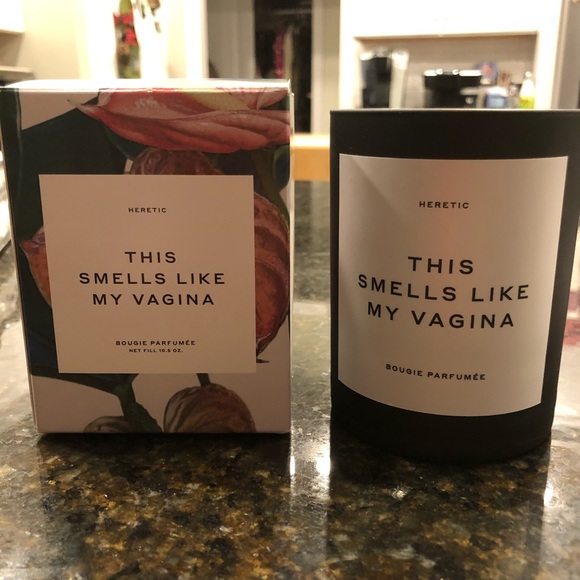 HERETIC
THIS
SMELLS LIKE
MY VAGINA
BOUGIE PARFUMÉE
NET FILL 10.5 OZ.
HERETIC
THIS
SMELLS LIKE
MY VAGINA
BOUGIE PARFUMÉE